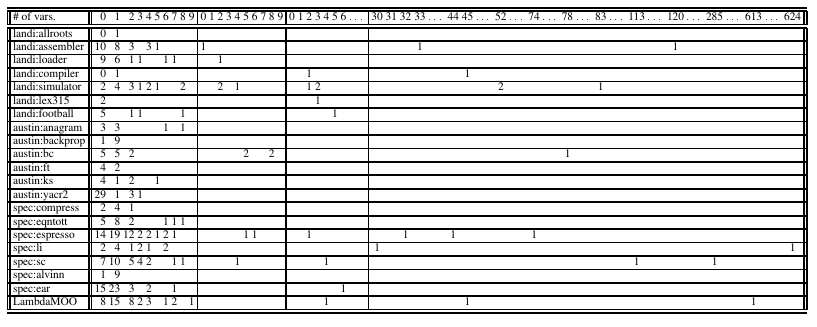 # of vars. 0 1 2 3 4 5 6 7 8 9 0 1 2 3 4 5 6 7 8 9 0 1 2 3 4 5 6 ... 30 31 32 33 ... 44 45 ... 52 ... 74 ... 78 ... 83 ... 113 ... 120 ... 285 ... 613 ... 624
landi:allroots 0 1
landi:assembler 10 8 3 3 1 1 1 1
landi:loader 9 6 1 1 1 1 1
landi:compiler 0 1 1 1
landi:simulator 2 4 3 1 2 1 2 2 1 1 2 2 1
landi:lex315 2 1
landi:football 5 1 1 1 1
austin:anagram 3 3 1 1
austin:backprop 1 9
austin:bc 5 5 2 2 2 1
austin:ft 4 2
austin:ks 4 1 2 1
austin:yacr2 29 1 3 1
spec:compress 2 4 1
spec:eqntott 5 8 2 1 1 1
spec:espresso 14 19 12 2 2 1 2 1 1 1 1 1 1 1
spec:li 2 4 1 2 1 2 1 1
spec:sc 7 10 5 4 2 1 1 1 1 1 1
spec:alvinn 1 9
spec:ear 15 23 3 2 1 1
LambdaMOO 8 15 8 2 3 1 2 1 1 1 1